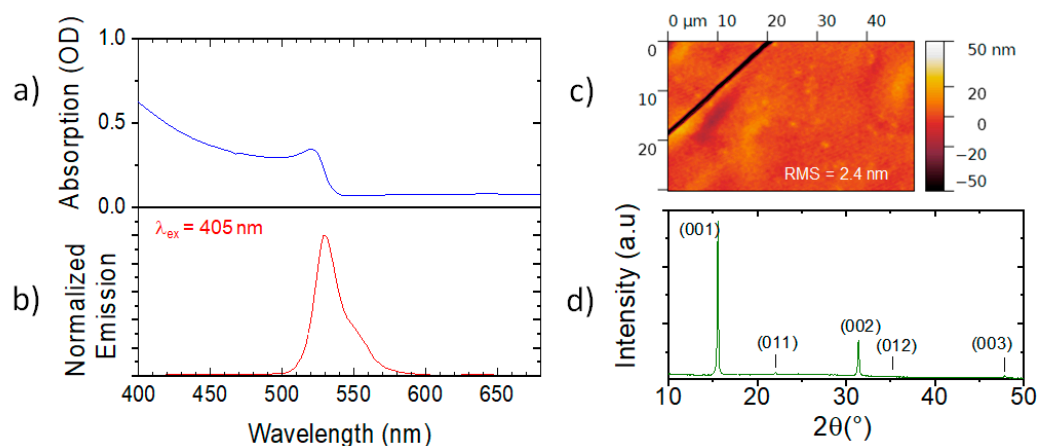 a)
Absorption (OD)
1.0
0.5
0.0
b)
Normalized
Emission
λex = 405 nm
400 450 500 550 600 650
Wavelength (nm)
c)
0 μm 10 20 30 40
0
10
20
RMS = 2.4 nm
50 nm
20
0
−20
−50
d)
Intensity (a.u)
(001)
(011)
(002)
(012)
(003)
10 20 30 40 50
2θ(°)